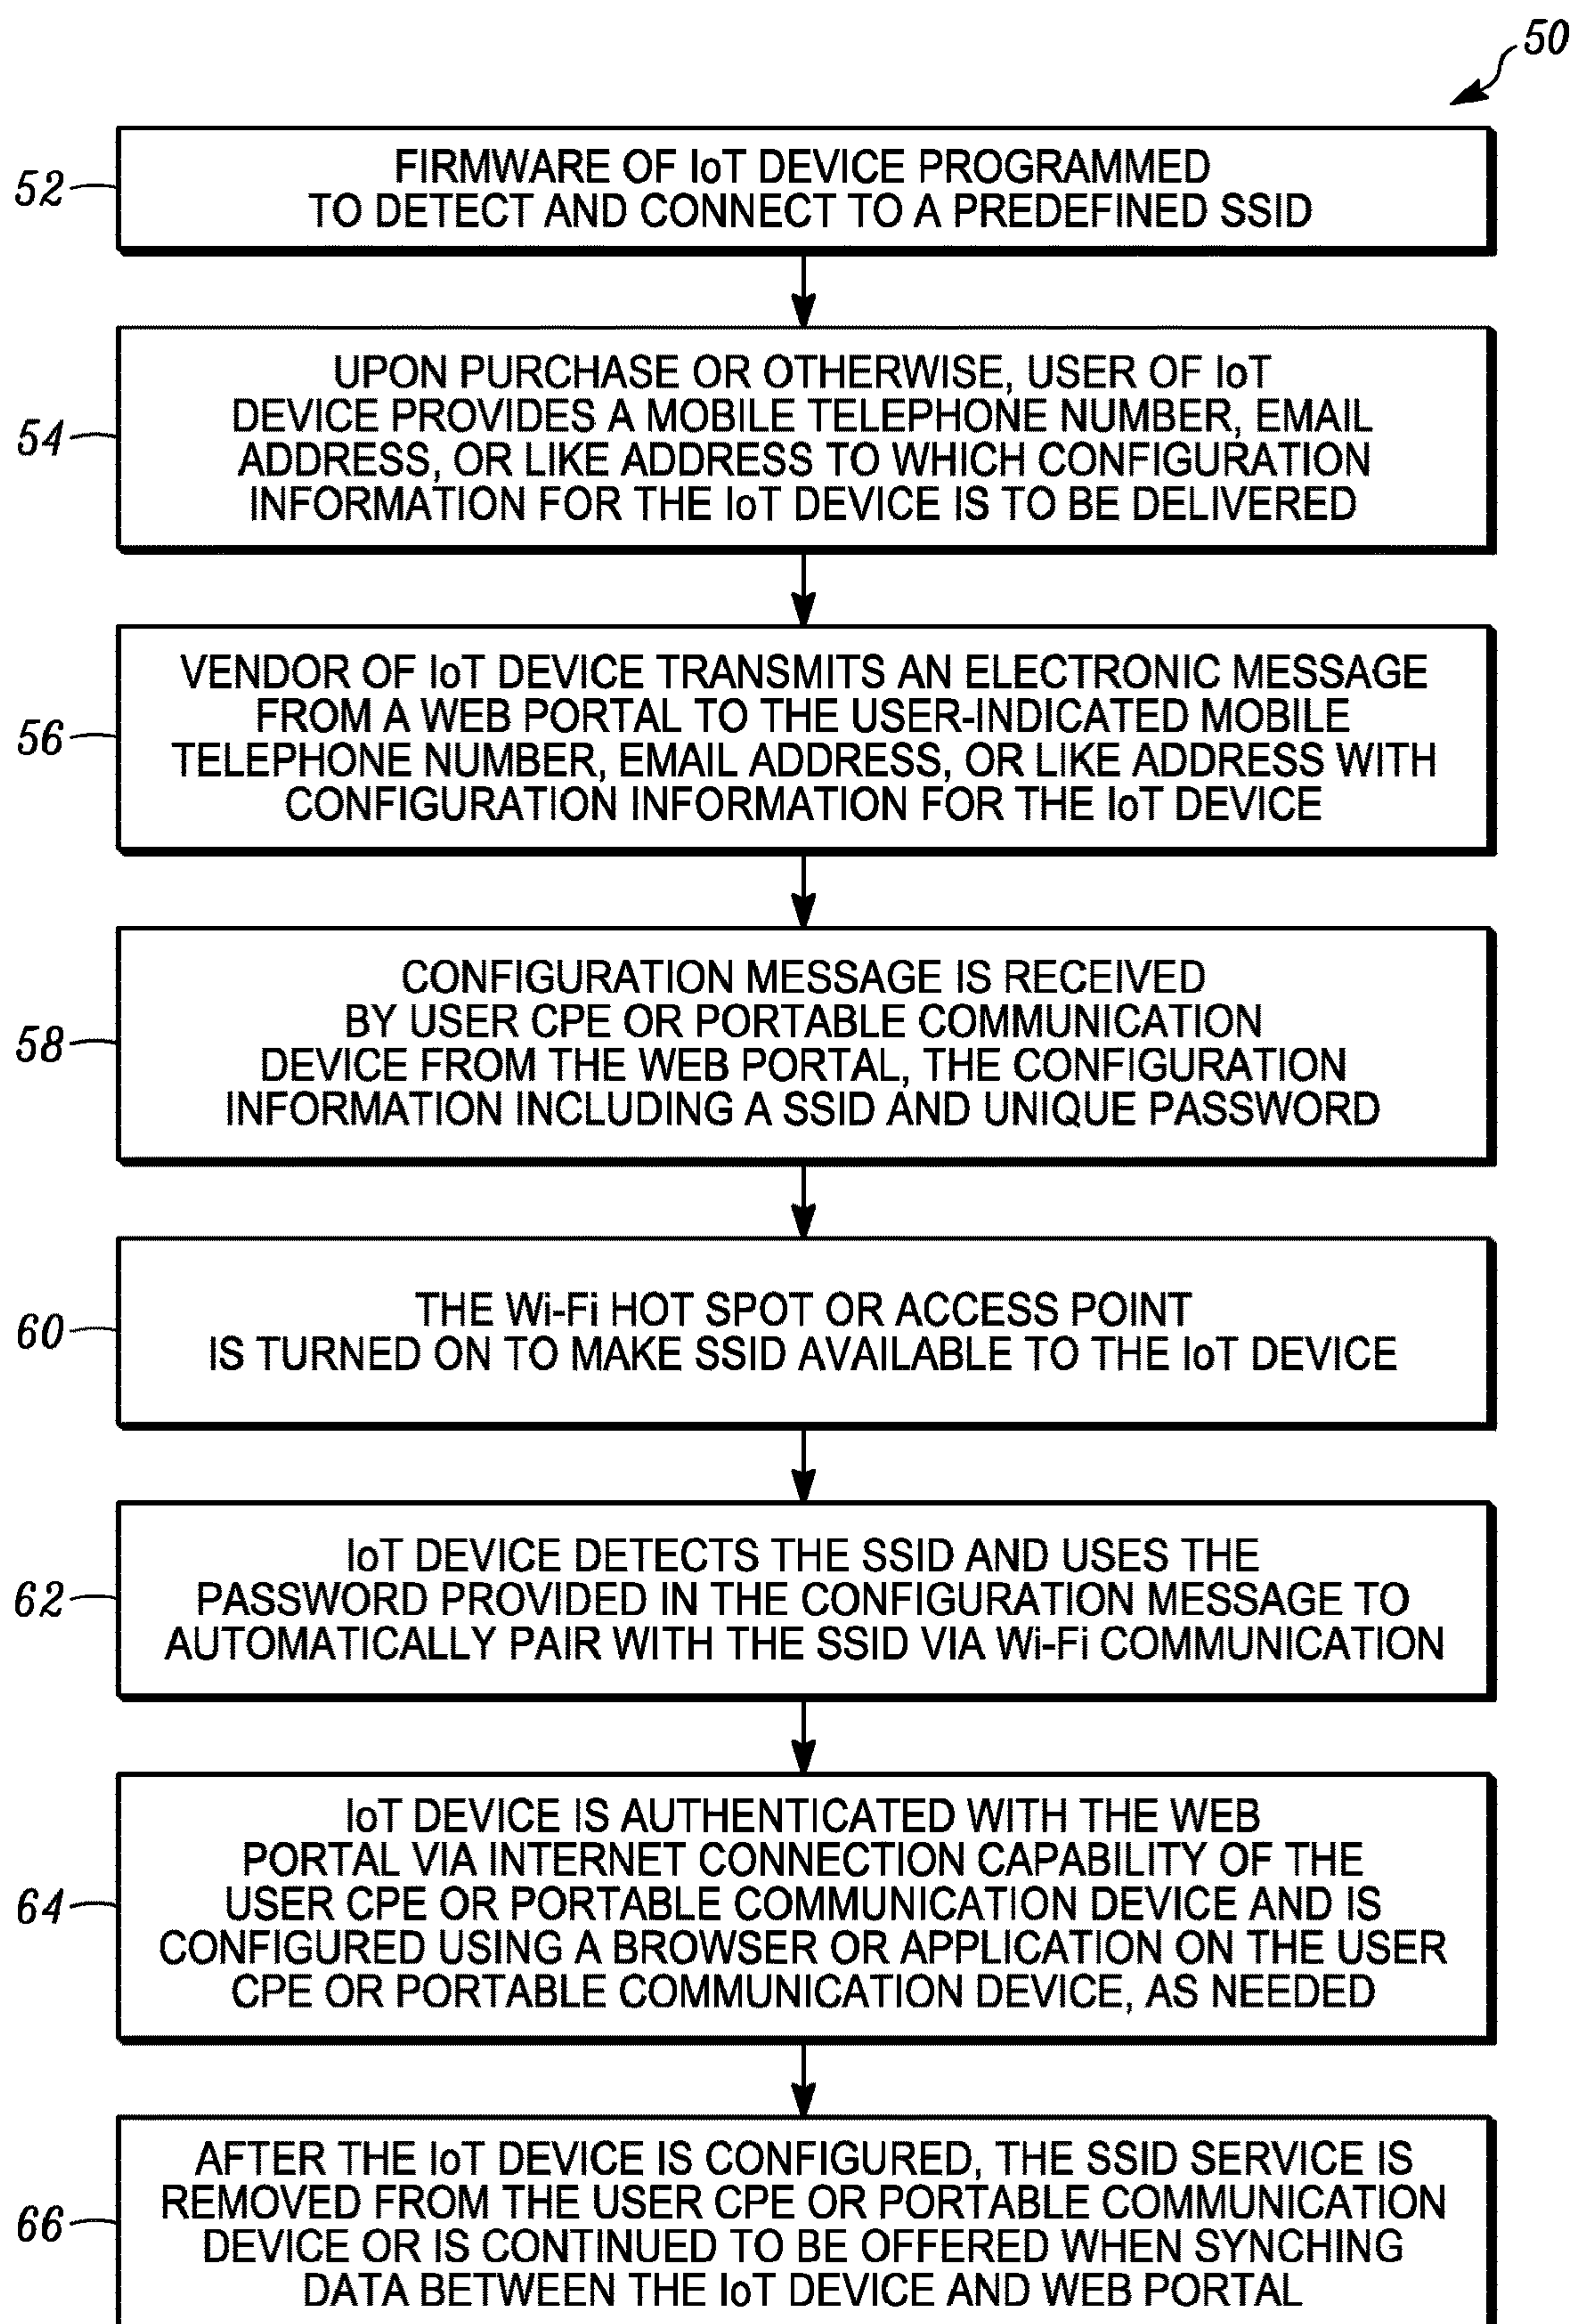 50
52
FIRMWARE OF IoT DEVICE PROGRAMMED
TO DETECT AND CONNECT TO A PREDEFINED SSID
54
UPON PURCHASE OR OTHERWISE, USER OF IoT
DEVICE PROVIDES A MOBILE TELEPHONE NUMBER, EMAIL
ADDRESS, OR LIKE ADDRESS TO WHICH CONFIGURATION
INFORMATION FOR THE IoT DEVICE IS TO BE DELIVERED
56
VENDOR OF IoT DEVICE TRANSMITS AN ELECTRONIC MESSAGE
FROM A WEB PORTAL TO THE USER-INDICATED MOBILE
TELEPHONE NUMBER, EMAIL ADDRESS, OR LIKE ADDRESS WITH
CONFIGURATION INFORMATION FOR THE IoT DEVICE
58
CONFIGURATION MESSAGE IS RECEIVED
BY USER CPE OR PORTABLE COMMUNICATION
DEVICE FROM THE WEB PORTAL, THE CONFIGURATION
INFORMATION INCLUDING A SSID AND UNIQUE PASSWORD
60
THE Wi-Fi HOT SPOT OR ACCESS POINT
IS TURNED ON TO MAKE SSID AVAILABLE TO THE IoT DEVICE
62
IoT DEVICE DETECTS THE SSID AND USES THE
PASSWORD PROVIDED IN THE CONFIGURATION MESSAGE TO
AUTOMATICALLY PAIR WITH THE SSID VIA Wi-Fi COMMUNICATION
64
IoT DEVICE IS AUTHENTICATED WITH THE WEB
PORTAL VIA INTERNET CONNECTION CAPABILITY OF THE
USER CPE OR PORTABLE COMMUNICATION DEVICE AND IS
CONFIGURED USING A BROWSER OR APPLICATION ON THE USER
CPE OR PORTABLE COMMUNICATION DEVICE, AS NEEDED
66
AFTER THE IoT DEVICE IS CONFIGURED, THE SSID SERVICE IS
REMOVED FROM THE USER CPE OR PORTABLE COMMUNICATION
DEVICE OR IS CONTINUED TO BE OFFERED WHEN SYNCHING
DATA BETWEEN THE IoT DEVICE AND WEB PORTAL